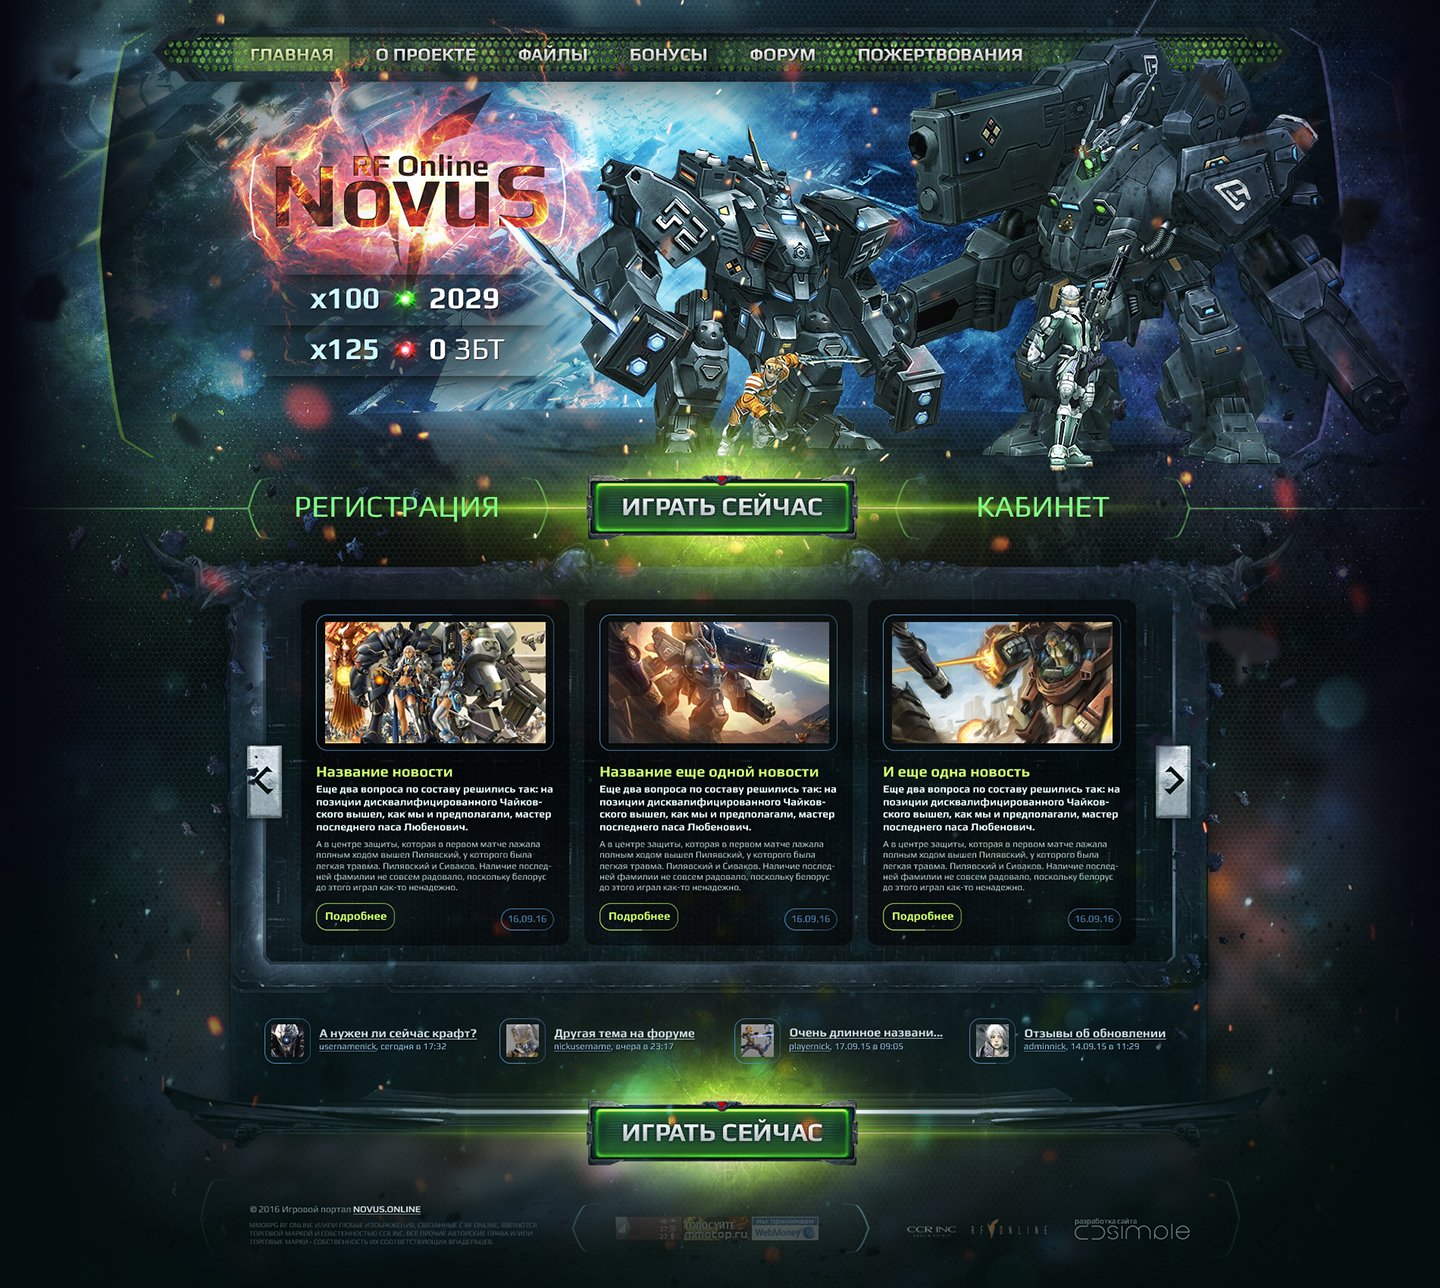 ГЛАВНАЯ О ПРОЕКТЕ ФАЙЛЫ БОНУСЫ ФОРУМ ПОЖЕРТВОВАНИЯ
RF Online
Novus
x100 2029
x125 0 ЗБТ
РЕГИСТРАЦИЯ ИГРАТЬ СЕЙЧАС КАБИНЕТ
Название новости
Еще два вопроса по составу решились так: на
позиции дисквалифицированного Чайков-
ского вышел, как мы и предполагали, мастер
последнего паса Любенович.
А в центре защиты, которая в первом матче лажала
полным ходом вышел Пилявский, у которого была
легкая травма. Пилявский и Сиваков. Наличие послед-
ней фамилии не совсем радовало, поскольку белорус
до этого играл как-то ненадежно.
Подробнее 16.09.16
Название еще одной новости
Еще два вопроса по составу решились так: на
позиции дисквалифицированного Чайков-
ского вышел, как мы и предполагали, мастер
последнего паса Любенович.
А в центре защиты, которая в первом матче лажала
полным ходом вышел Пилявский, у которого была
легкая травма. Пилявский и Сиваков. Наличие послед-
ней фамилии не совсем радовало, поскольку белорус
до этого играл как-то ненадежно.
Подробнее 16.09.16
И еще одна новость
Еще два вопроса по составу решились так: на
позиции дисквалифицированного Чайков-
ского вышел, как мы и предполагали, мастер
последнего паса Любенович.
А в центре защиты, которая в первом матче лажала
полным ходом вышел Пилявский, у которого была
легкая травма. Пилявский и Сиваков. Наличие послед-
ней фамилии не совсем радовало, поскольку белорус
до этого играл как-то ненадежно.
Подробнее 16.09.16
А нужен ли сейчас крафт?
usernamenick, сегодня в 17:32
Другая тема на форуме
nickusername, вчера в 23:17
Очень длинное названи...
playernick, 17.09.15 в 09:05
Отзывы об обновлении
adminnick, 14.09.15 в 11:29
ИГРАТЬ СЕЙЧАС
© 2016 Игровой портал NOVUS.ONLINE
MMORPG RF ONLINE И/ИЛИ ЛЮБЫЕ ИЗОБРАЖЕНИЯ, СВЯЗАННЫЕ С RF ONLINE, ЯВЛЯЮТСЯ
ТОРГОВОЙ МАРКОЙ И СОБСТВЕННОСТЬЮ CCR INC. ВСЕ ПРОЧИЕ АВТОРСКИЕ ПРАВА И/ИЛИ
ТОРГОВЫЕ МАРКИ - СОБСТВЕННОСТЬ ИХ СООТВЕТСТВУЮЩИХ ВЛАДЕЛЬЦЕВ.
ГОЛОСУЙТЕ
mmotop.ru
мы принимаем
WebMoney
CCR INC
RF ONLINE
разработка сайта
simple